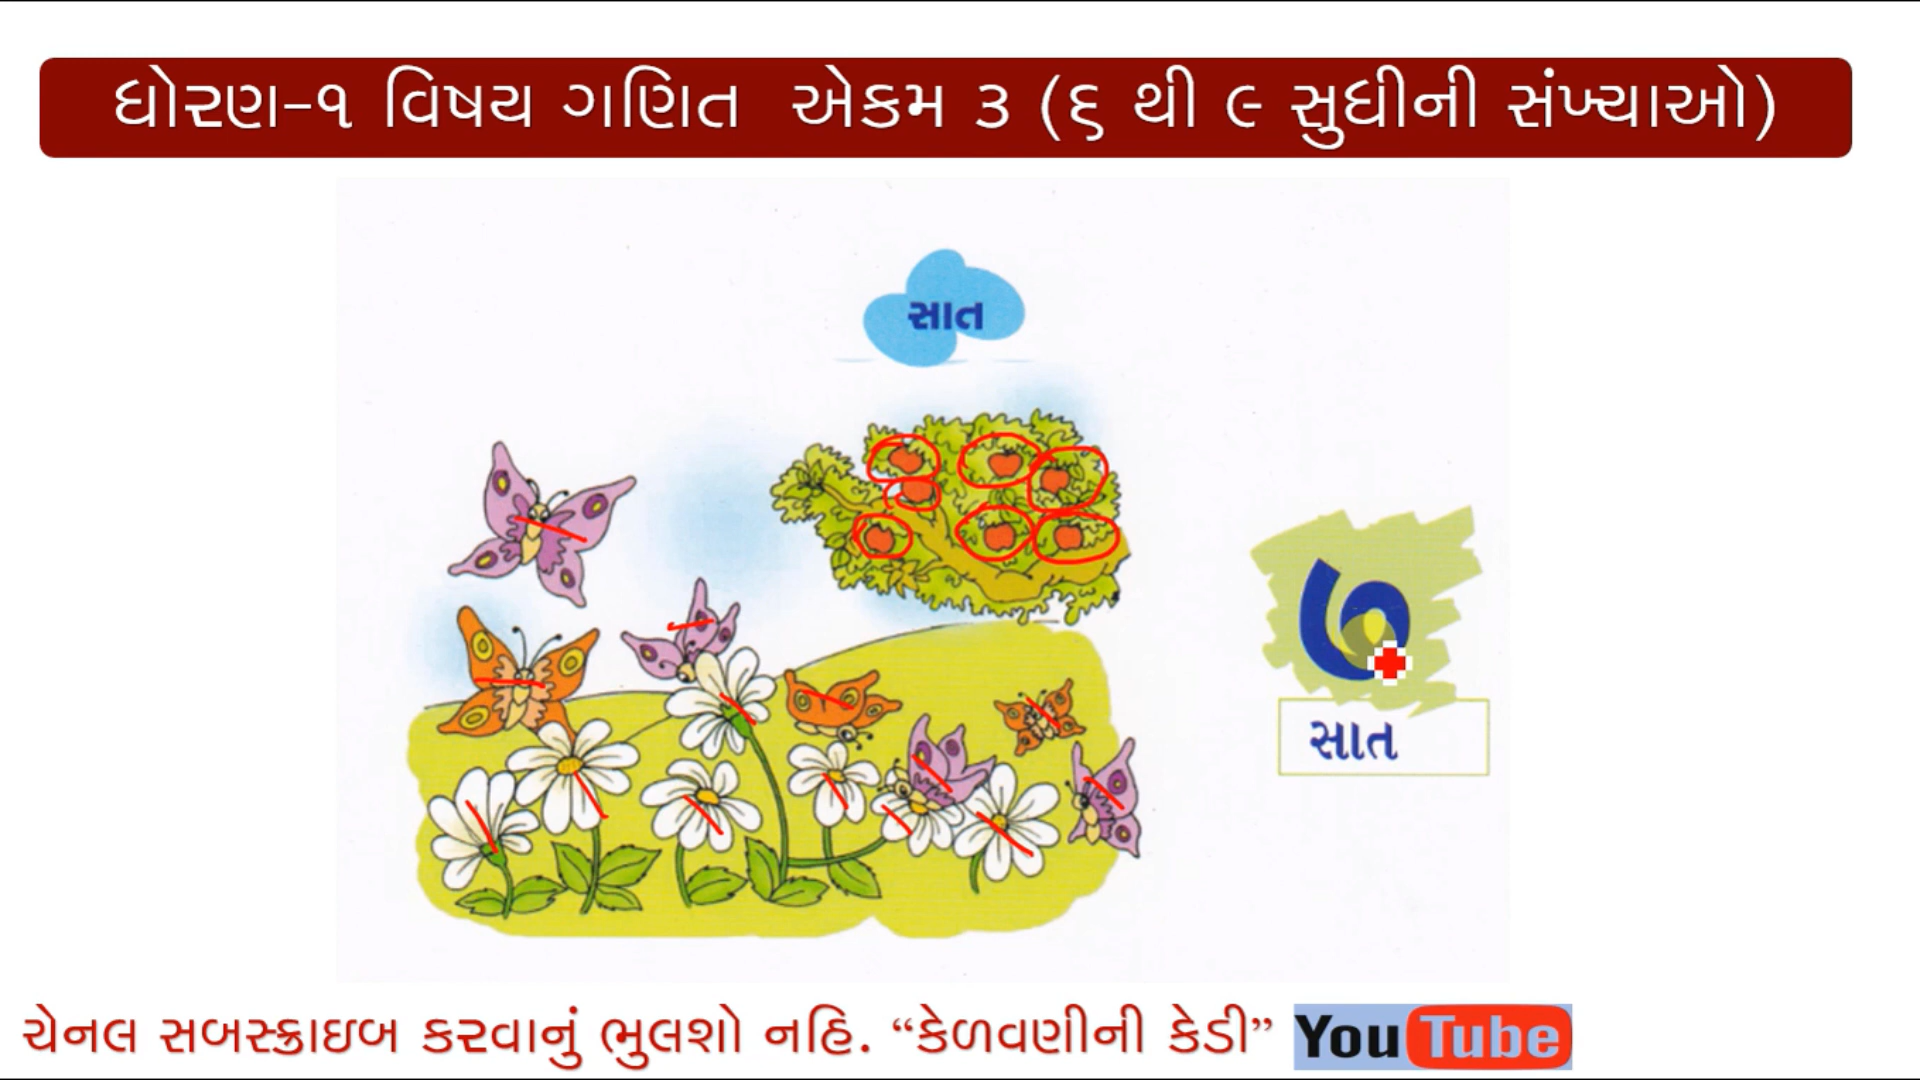 ધોરણ-૧ વિષય ગણિત એકમ ૩ (૬ થી ૯ સુધીની સંખ્યાઓ)
સાત
૭
સાત
ચેનલ સબસ્ક્રાઇબ કરવાનું ભુલશો નહિ. “કેળવણીની કેડી” YouTube